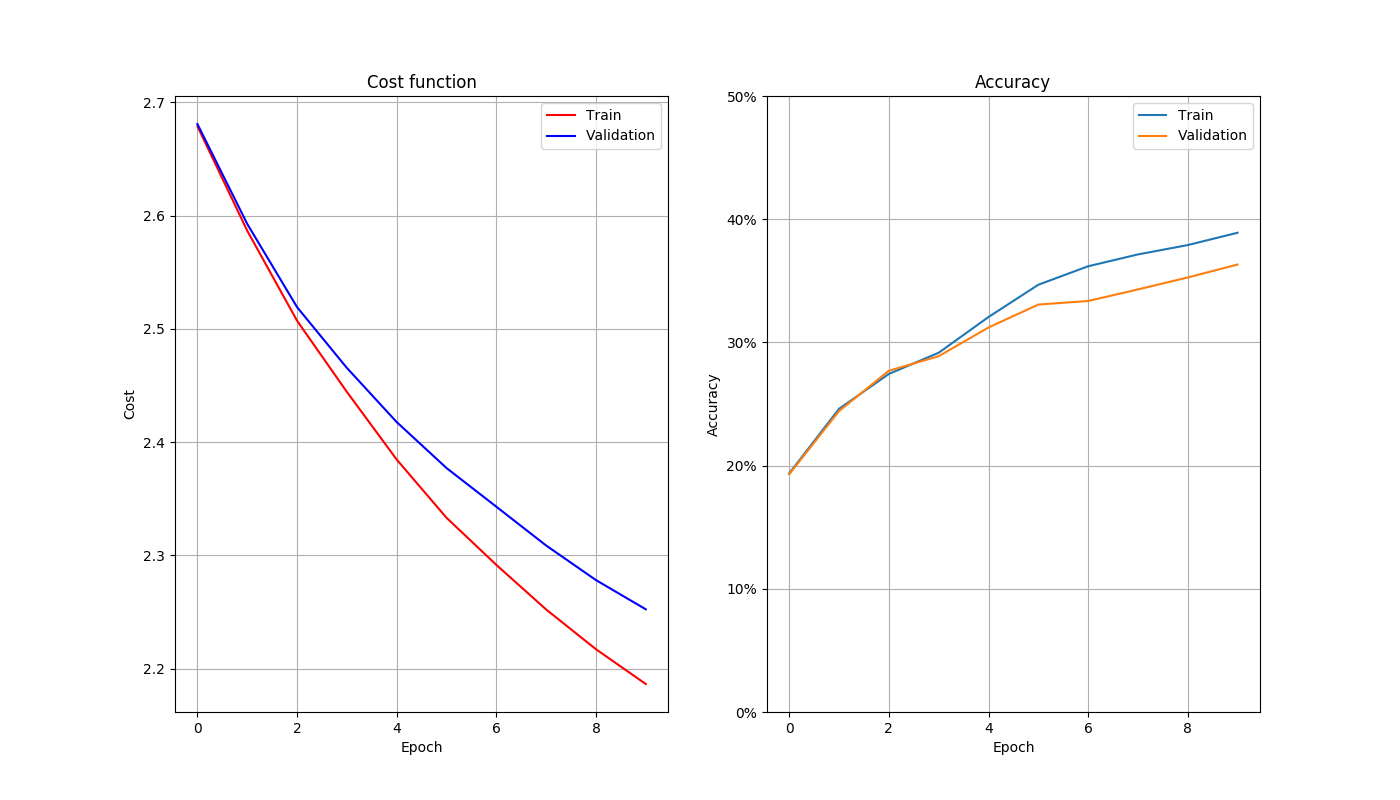 Cost function
2.7
2.6
2.5
2.4
2.3
2.2
Cost
0 2 4 6 8
Epoch
Train
Validation
Accuracy
50%
40%
30%
20%
10%
0%
Accuracy
0 2 4 6 8
Epoch
Train
Validation